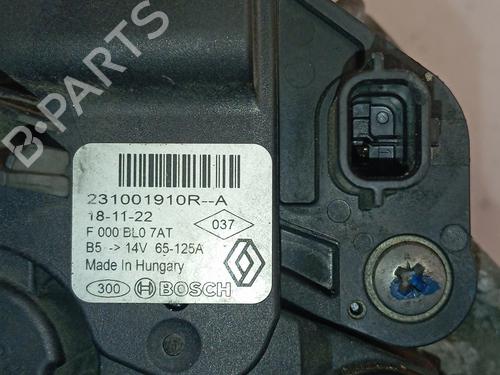 B-PARTS
231001910R--A
18-11-22
037
F 000 BL0 7AT
B5 -> 14V 65-125A
Made In Hungary
300 BOSCH